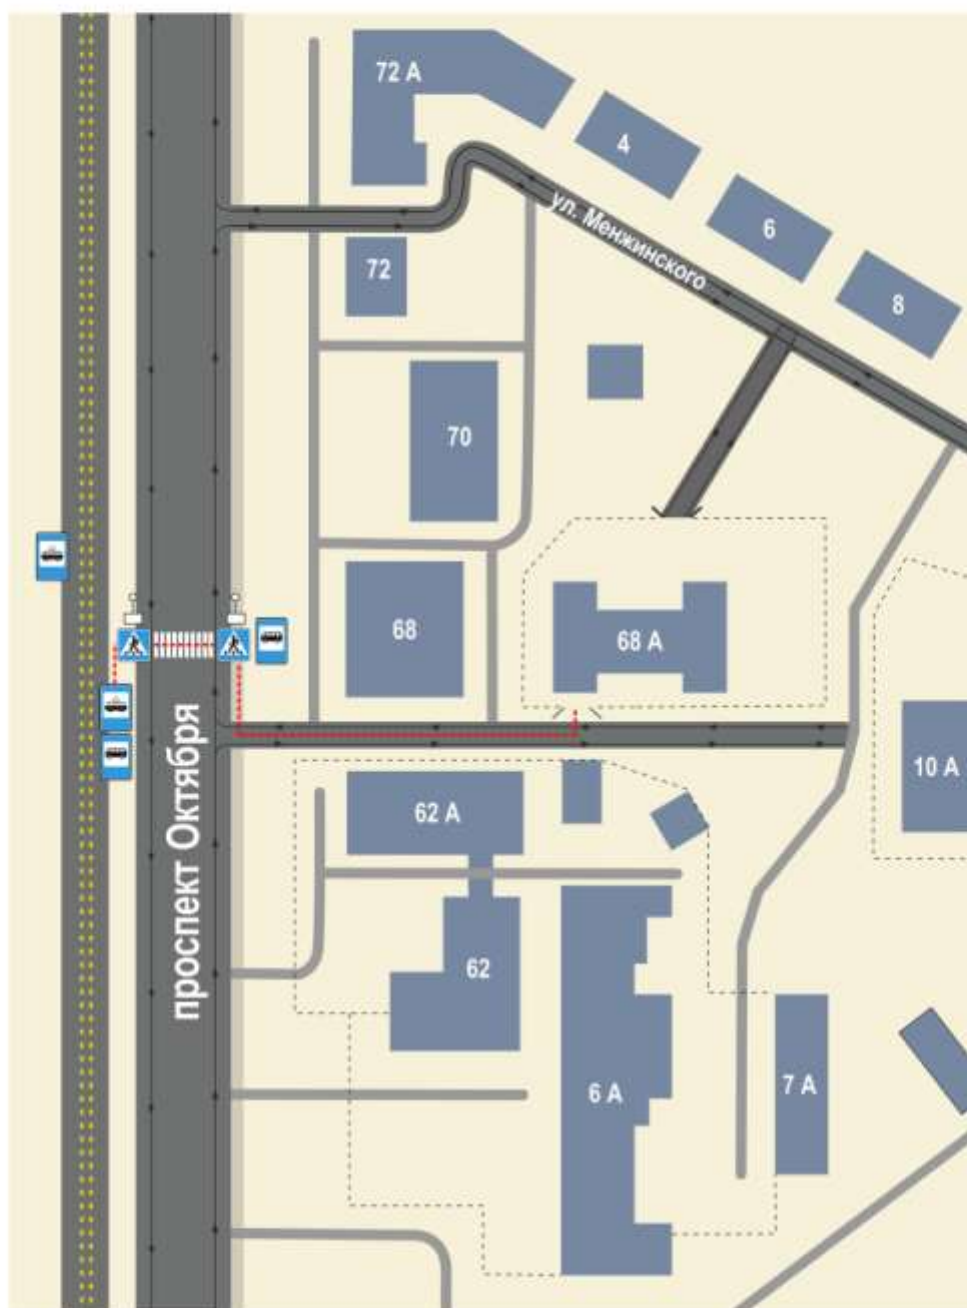 72 А
4
ул. Менжинского
6
72
8
70
68
68 А
проспект Октября
10 А
62 А
62
6 А
7 А